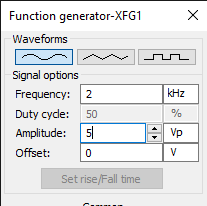 Function generator-XFG1
Waveforms
Signal options
Frequency: 2 kHz
Duty cycle: 50 %
Amplitude: 5 Vp
Offset: 0 V
Set rise/Fall time
Common